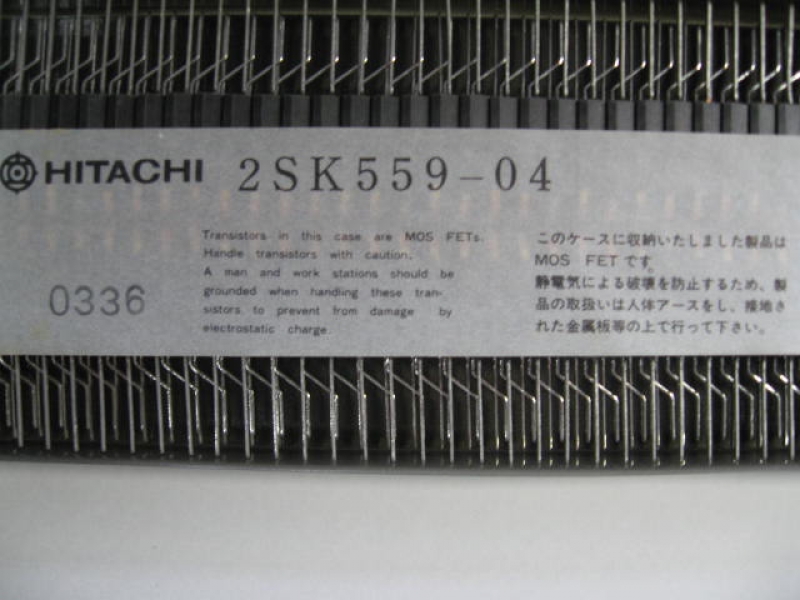 HITACHI 2SK559-04
Transistors in this case are MOS FETs.
Handle transistors with caution.
A man and work stations should be
grounded when handling these tran-
sistors to prevent from damage by
electrostatic charge.
0336
このケースに収納いたしました製品は
MOS FETです。
静電気による破壊を防止するため、製
品の取扱いは人体アースをし、接地さ
れた金属板等の上で行って下さい。